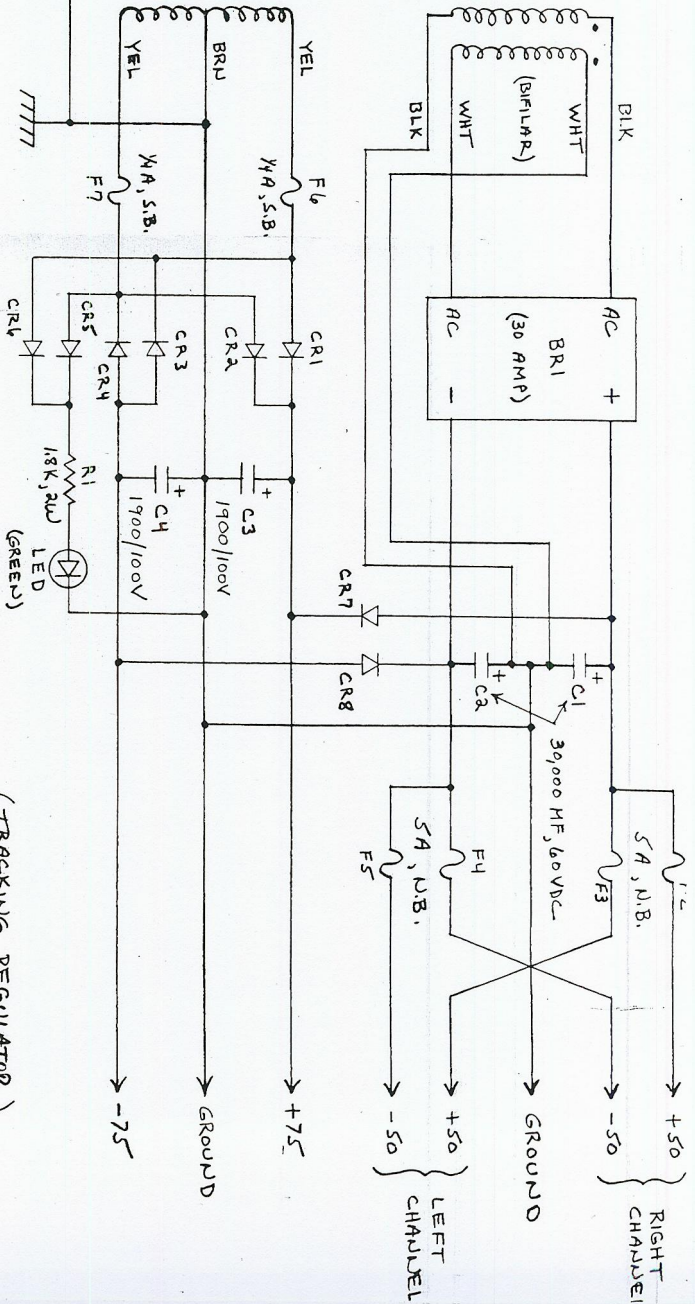 BLK
WHT
(BIFILAR)
WHT
BLK
AC
+
BR1
(30 AMP)
AC
-
YEL
BRN
YEL
F6
1/4A, S.B.
1/4A, S.B.
F7
CR1
CR2
CR3
CR4
CR5
CR6
+
C3
1900/100V
+
C4
1900/100V
R1
1.8K, 2W
LED
(GREEN)
CR7
CR8
+
C1
+
C2
30,000 MF, 60 VDC
5A, N.B.
F3
F4
5A, N.B.
F5
+50
-50
RIGHT
CHANNEL
GROUND
+50
-50
LEFT
CHANNEL
+75
GROUND
-75
(TRACKING REGULATOR)